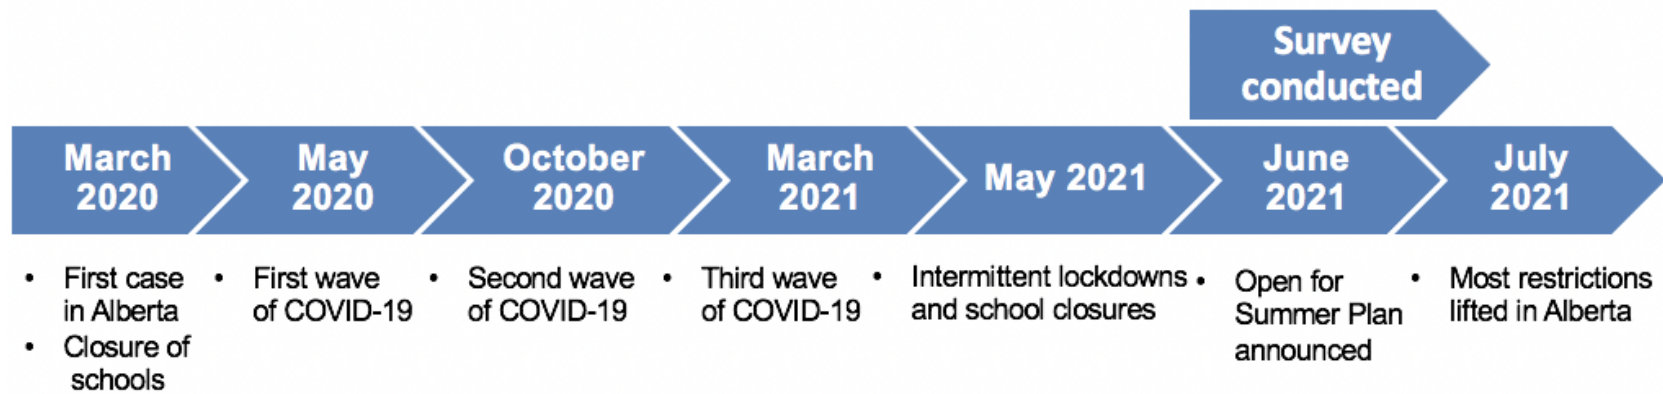 Survey
conducted
March
2020
May
2020
October
2020
March
2021
May 2021
June
2021
July
2021
• First case
in Alberta
• Closure of
schools
• First wave
of COVID-19
• Second wave
of COVID-19
• Third wave
of COVID-19
• Intermittent lockdowns
and school closures
• Open for
Summer Plan
announced
• Most restrictions
lifted in Alberta